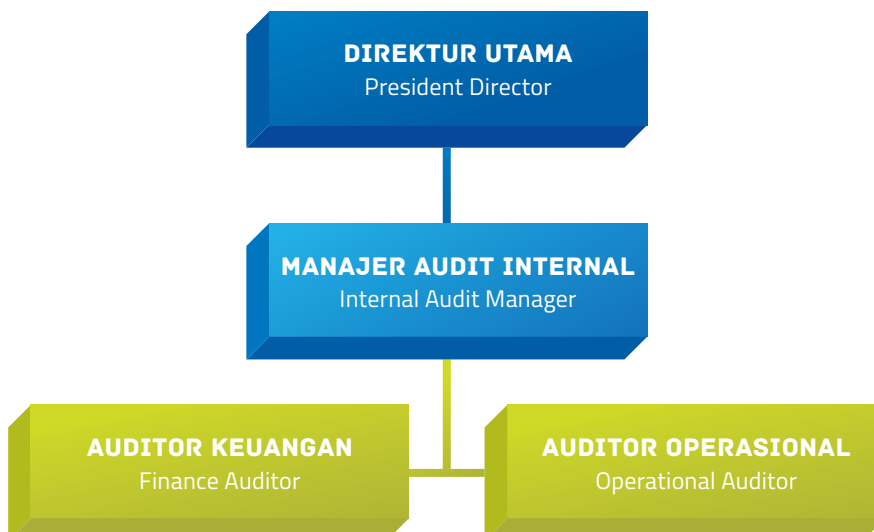 DIREKTUR UTAMA
President Director
MANAJER AUDIT INTERNAL
Internal Audit Manager
AUDITOR KEUANGAN
Finance Auditor
AUDITOR OPERASIONAL
Operational Auditor